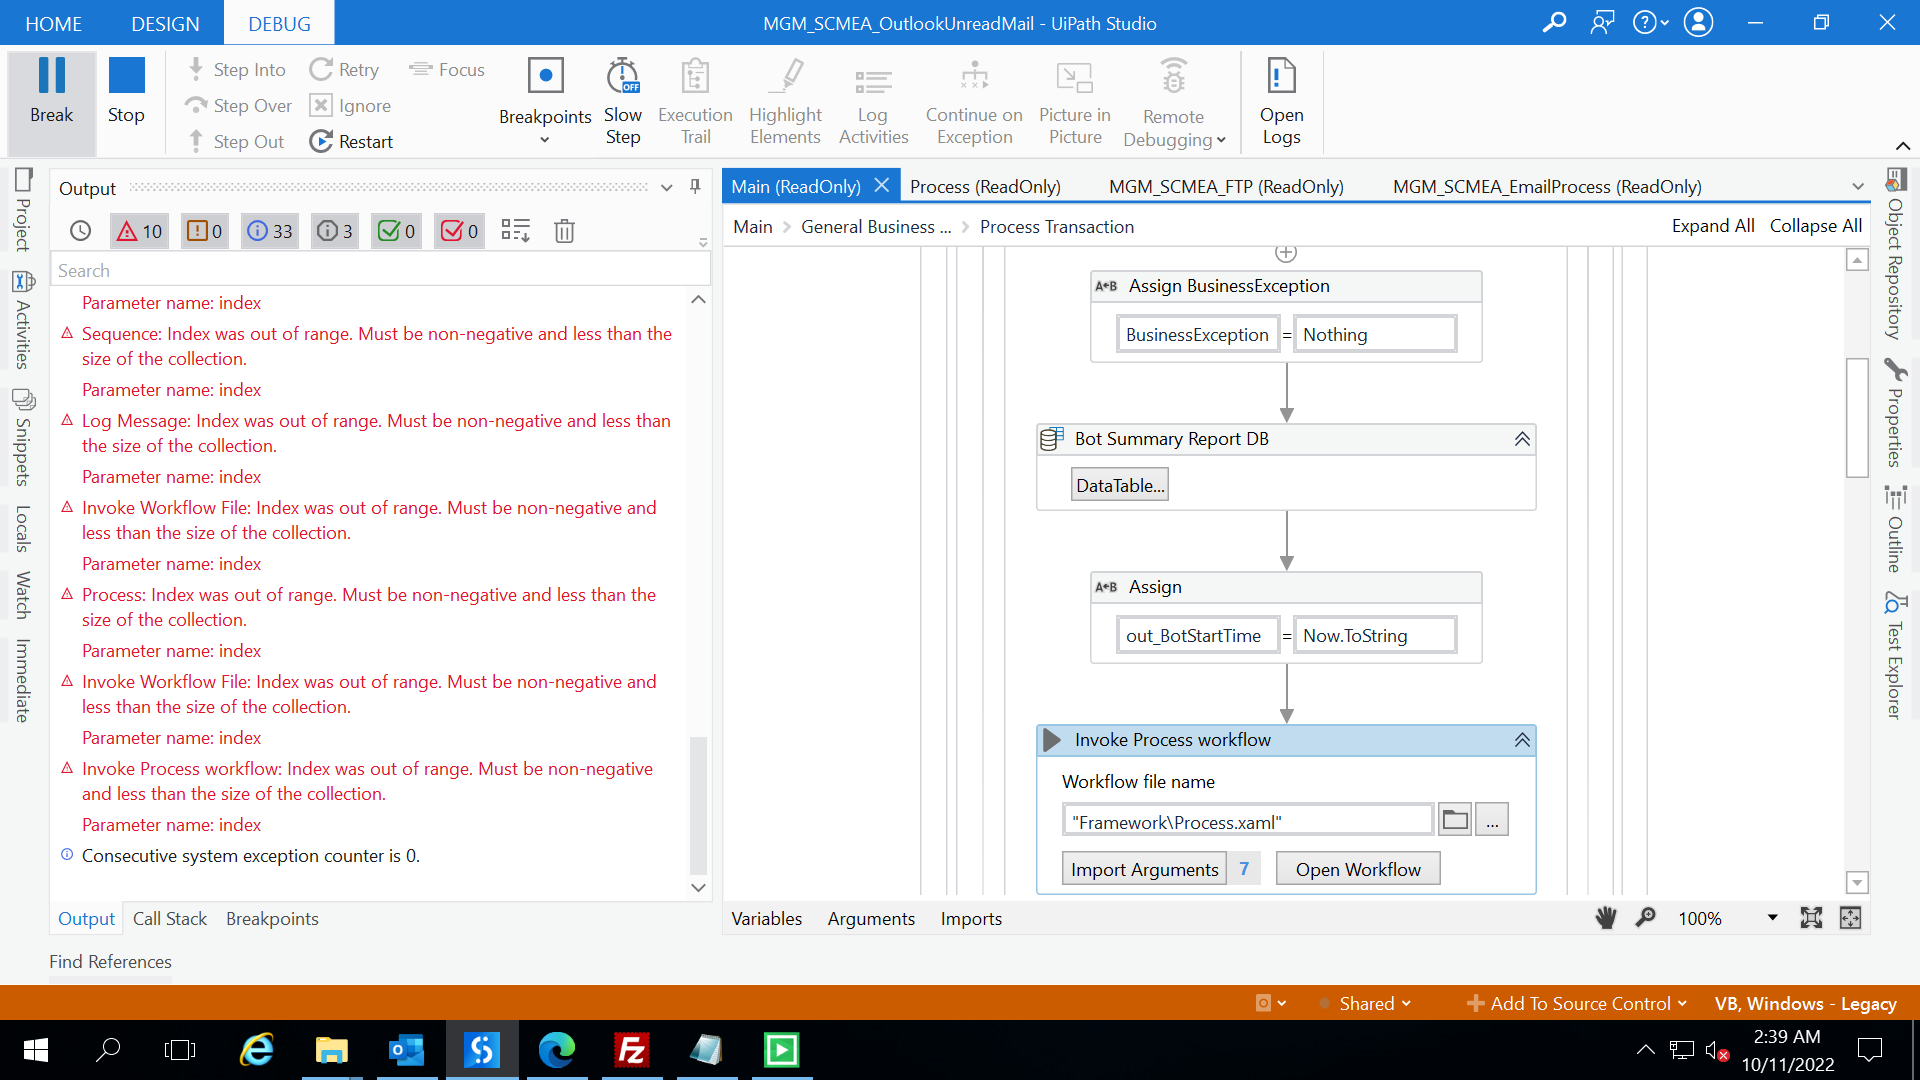 HOME DESIGN DEBUG MGM_SCMEA_OutlookUnreadMail - UiPath Studio
Break Stop
Step Into Retry Focus
Step Over Ignore
Step Out Restart
Breakpoints
Slow Step
OFF
Execution Trail
Highlight Elements
Log Activities
Continue on Exception
Picture in Picture
Remote Debugging
Open Logs
Project
Activities
Snippets
Locals
Watch
Immediate
Output
10 0 33 3 0 0
Search
Parameter name: index
Sequence: Index was out of range. Must be non-negative and less than the
size of the collection.
Parameter name: index
Log Message: Index was out of range. Must be non-negative and less than
the size of the collection.
Parameter name: index
Invoke Workflow File: Index was out of range. Must be non-negative and
less than the size of the collection.
Parameter name: index
Process: Index was out of range. Must be non-negative and less than the
size of the collection.
Parameter name: index
Invoke Workflow File: Index was out of range. Must be non-negative and
less than the size of the collection.
Parameter name: index
Invoke Process workflow: Index was out of range. Must be non-negative
and less than the size of the collection.
Parameter name: index
Consecutive system exception counter is 0.
Output Call Stack Breakpoints
Find References
Main (ReadOnly) Process (ReadOnly) MGM_SCMEA_FTP (ReadOnly) MGM_SCMEA_EmailProcess (ReadOnly)
Main > General Business ... > Process Transaction Expand All Collapse All
A←B Assign BusinessException
BusinessException = Nothing
Bot Summary Report DB
DataTable...
A←B Assign
out_BotStartTime = Now.ToString
Invoke Process workflow
Workflow file name
"Framework\Process.xaml" ...
Import Arguments 7 Open Workflow
Variables Arguments Imports 100%
Object Repository
Properties
Outline
Test Explorer
Shared Add To Source Control VB, Windows - Legacy
2:39 AM
10/11/2022